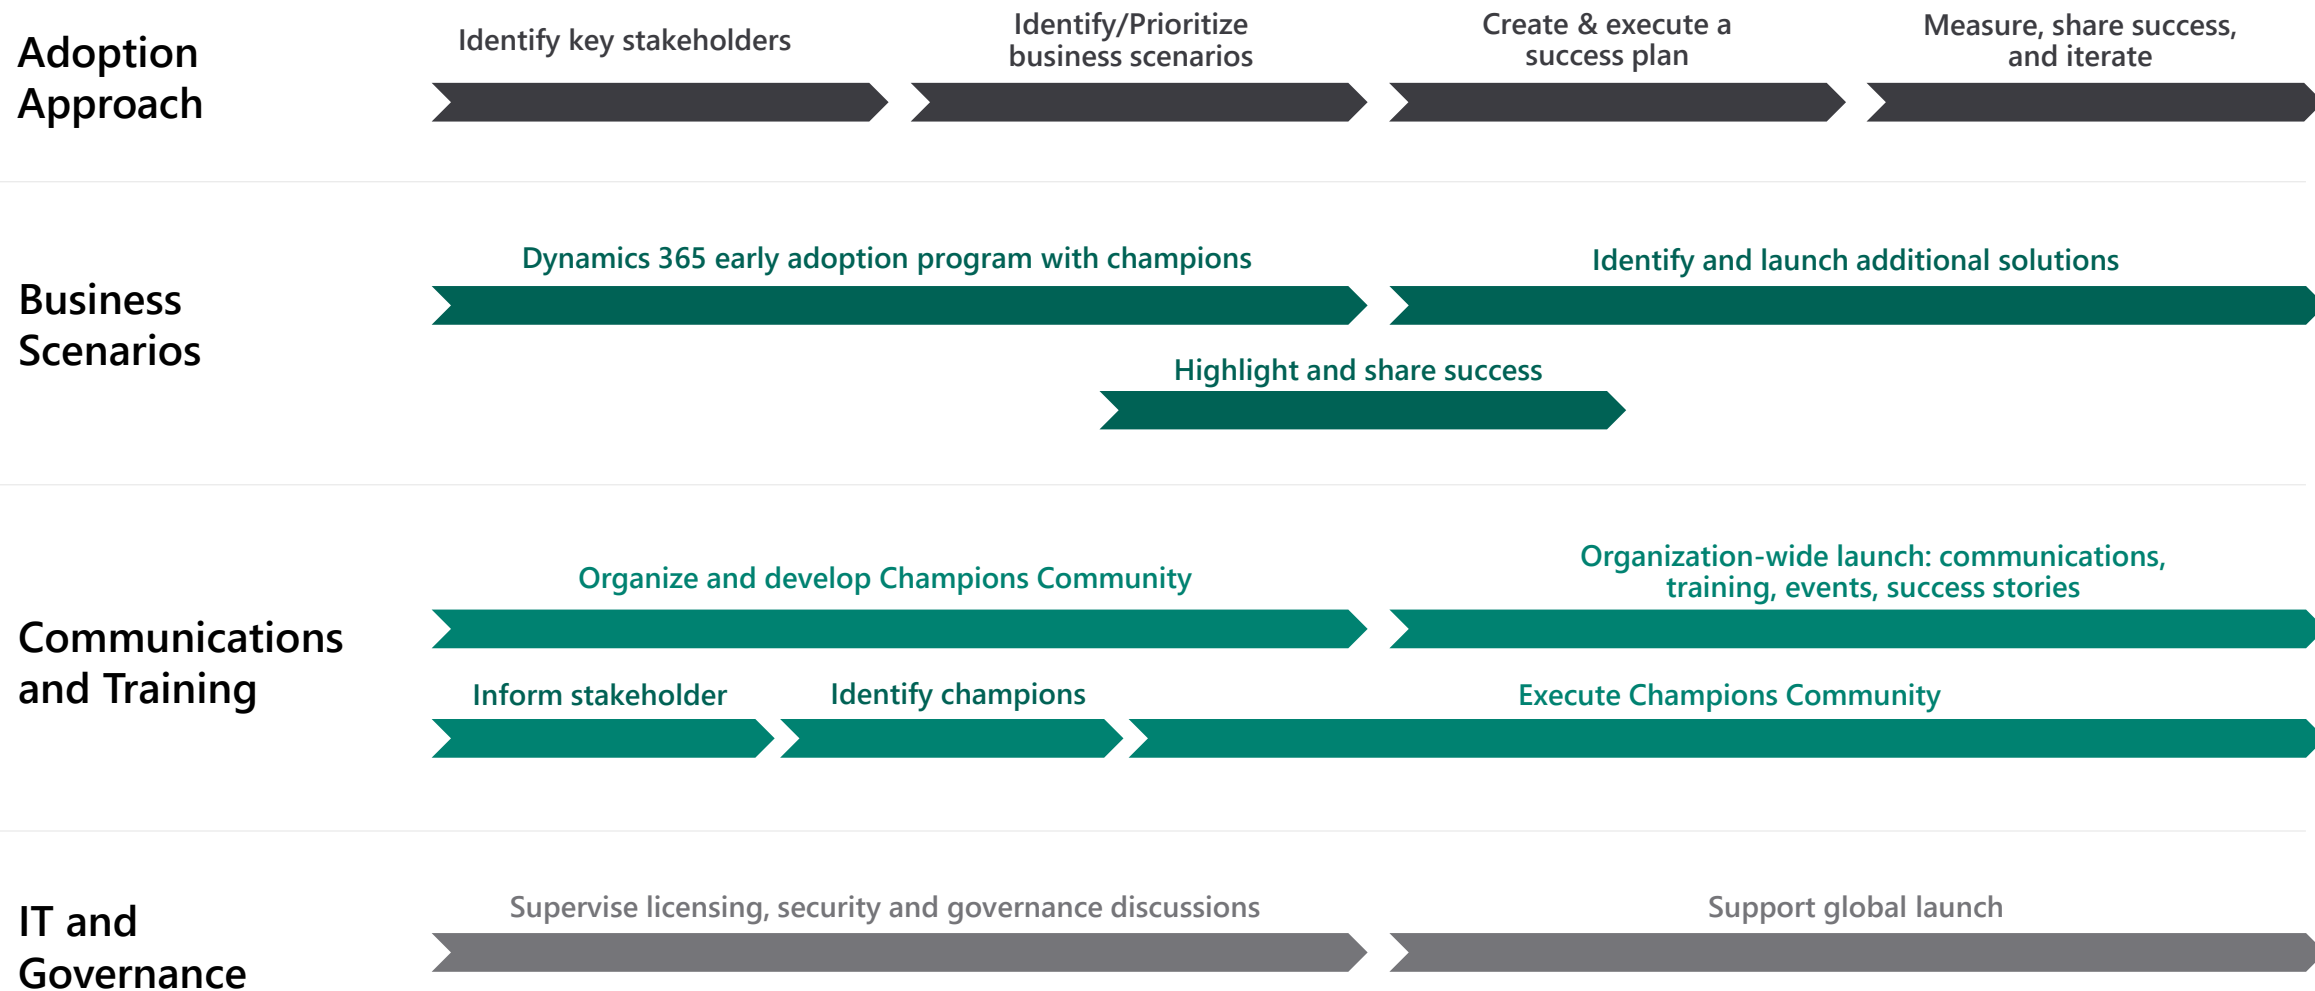 Adoption
Approach
Identify key stakeholders
Identify/Prioritize
business scenarios
Create & execute a
success plan
Measure, share success,
and iterate
Business
Scenarios
Dynamics 365 early adoption program with champions
Identify and launch additional solutions
Highlight and share success
Communications
and Training
Organize and develop Champions Community
Organization-wide launch: communications,
training, events, success stories
Inform stakeholder
Identify champions
Execute Champions Community
IT and
Governance
Supervise licensing, security and governance discussions
Support global launch